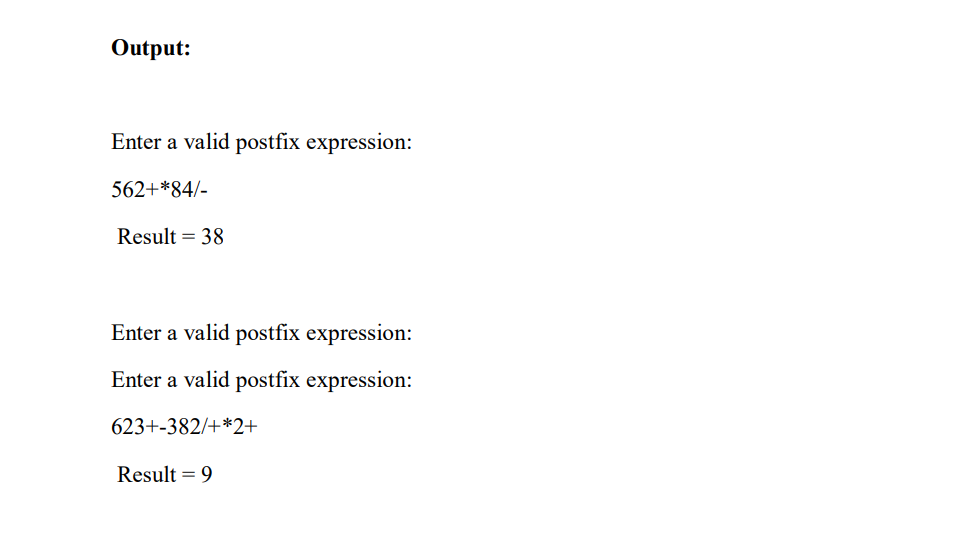 Output:
Enter a valid postfix expression:
562+*84/-
Result = 38
Enter a valid postfix expression:
Enter a valid postfix expression:
623+-382/+*2+
Result = 9